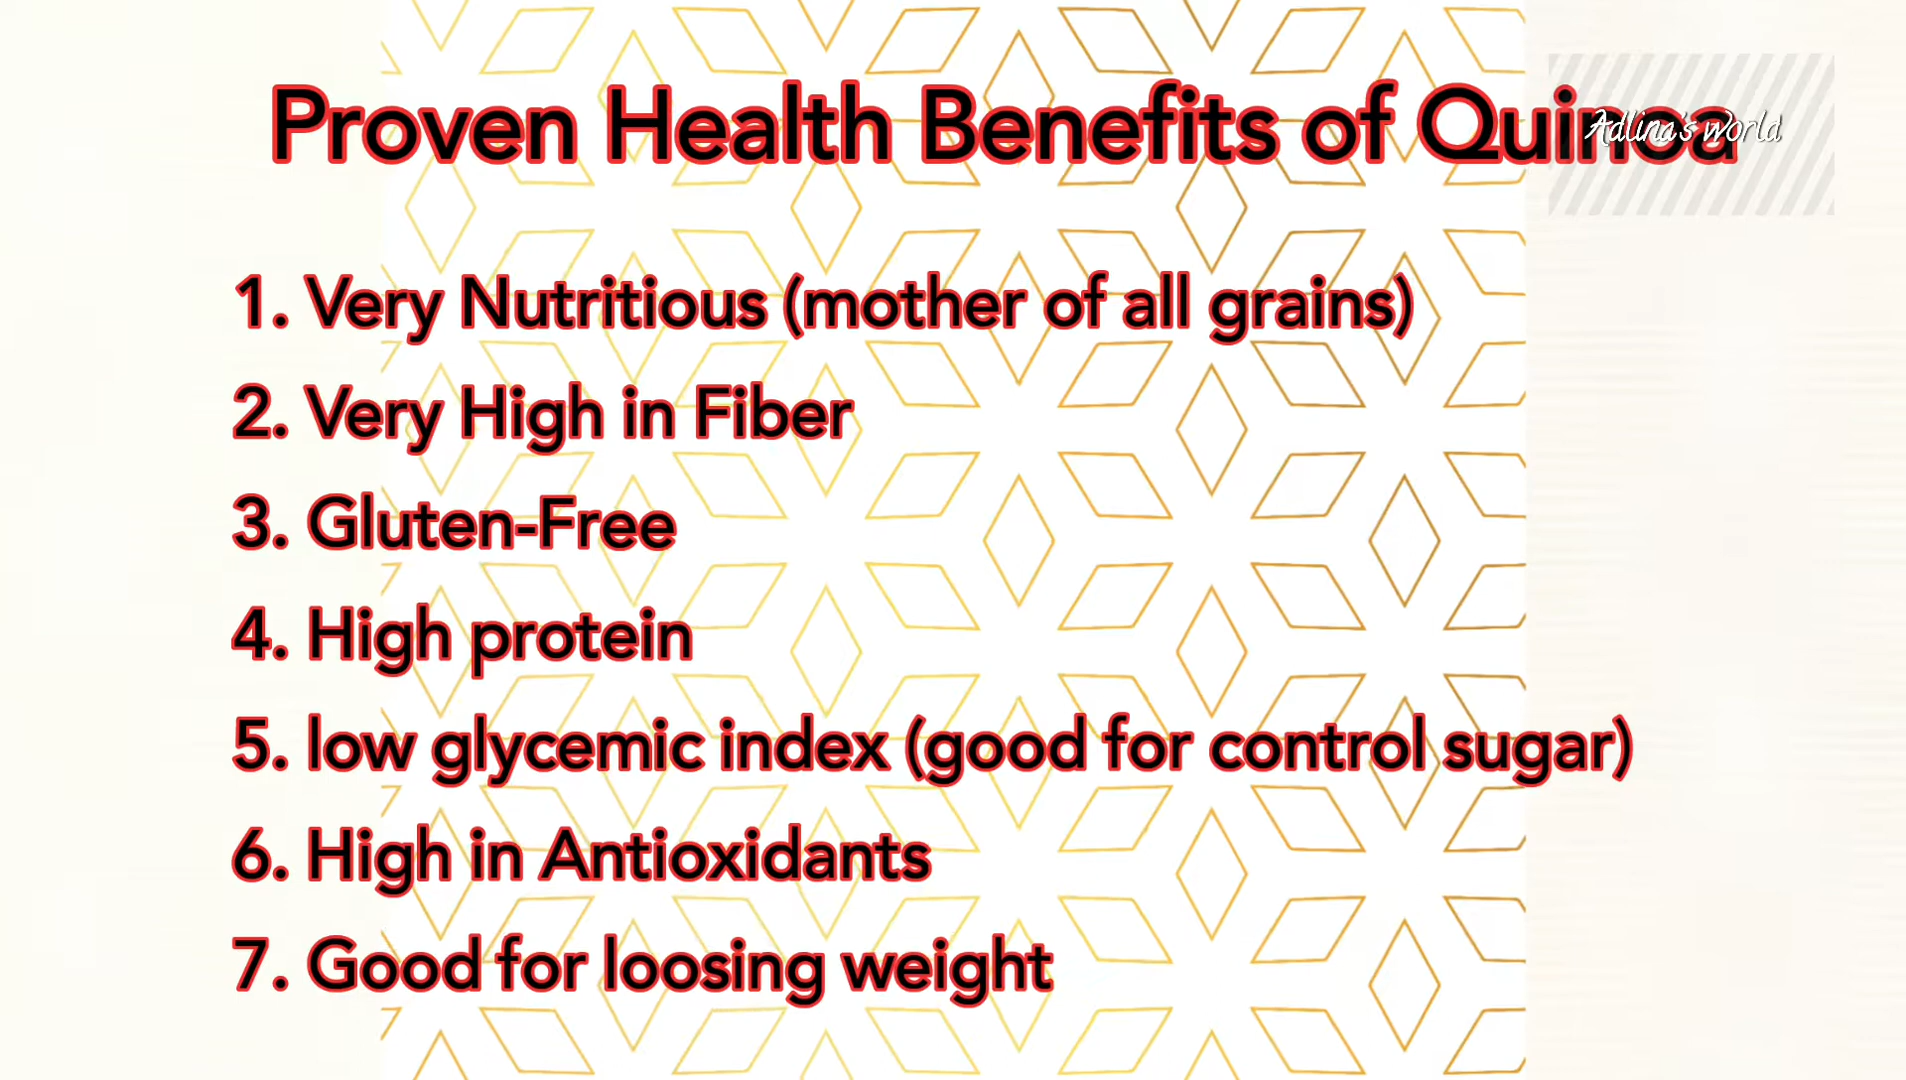 Proven Health Benefits of Quinoa
Adlina's world
1. Very Nutritious (mother of all grains)
2. Very High in Fiber
3. Gluten-Free
4. High protein
5. low glycemic index (good for control sugar)
6. High in Antioxidants
7. Good for loosing weight